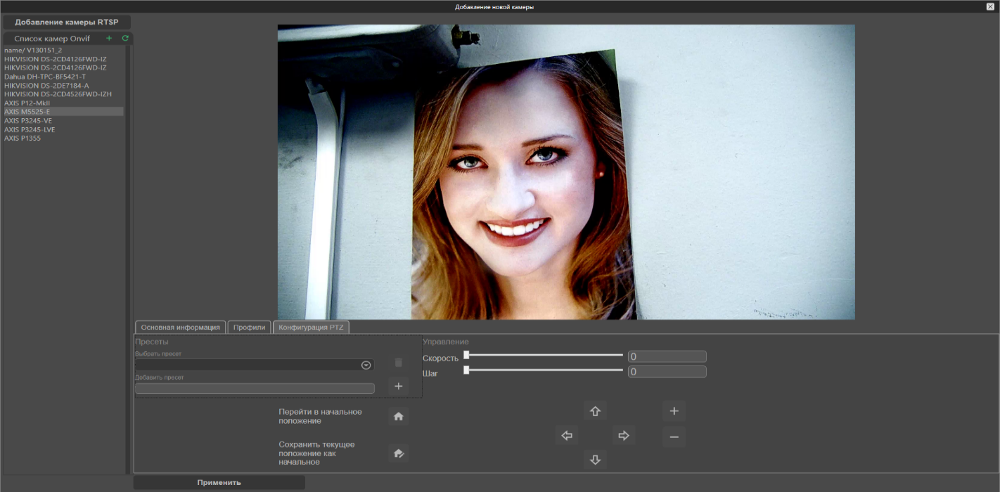 Добавление новой камеры
Добавление камеры RTSP
Список камер Onvif
name/ V130151_2
HIKVISION DS-2CD4126FWD-IZ
HIKVISION DS-2CD4126FWD-IZ
Dahua DH-TPC-BF5421-T
HIKVISION DS-2DE7184-A
HIKVISION DS-2CD4526FWD-IZH
AXIS P12-MkII
AXIS M5525-E
AXIS P3245-VE
AXIS P3245-LVE
AXIS P1355
Основная информация
Профили
Конфигурация PTZ
Пресеты
Выбрать пресет
Добавить пресет
Перейти в начальное
положение
Сохранить текущее
положение как
начальное
Управление
Скорость 0
Шаг 0
Применить